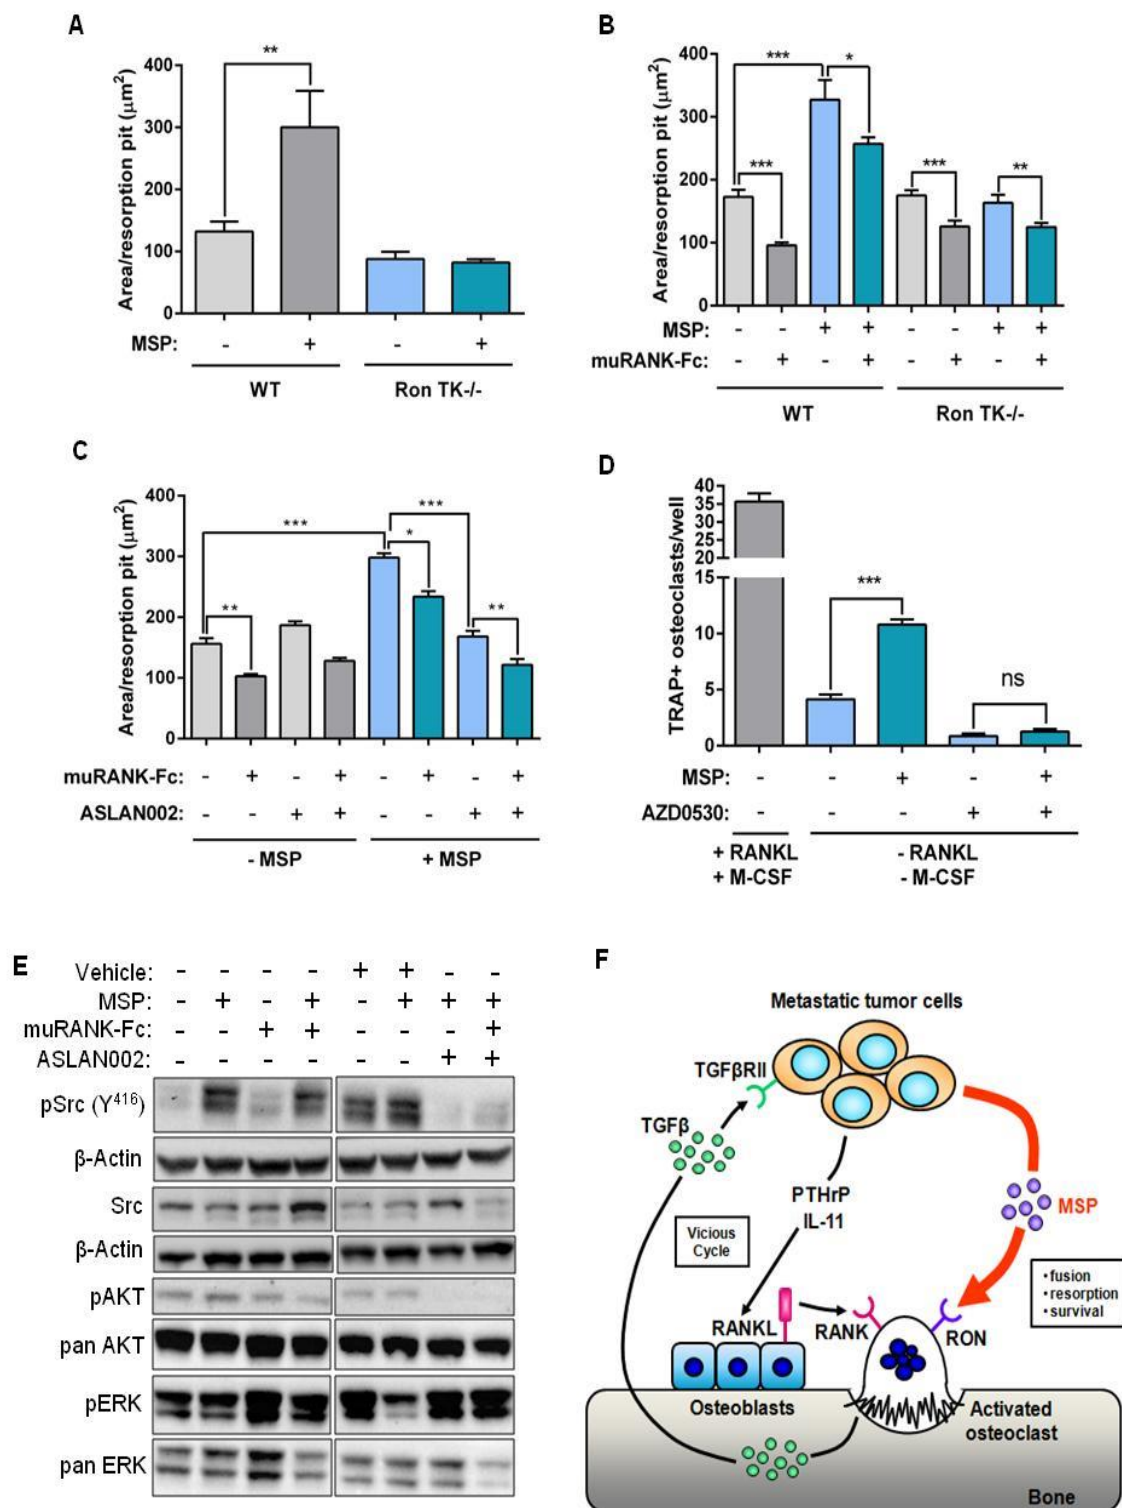 A
**
400
300
200
100
0
Area/resorption pit (μm²)
MSP: - + - +
WT Ron TK-/-
B
*** *
*** *** **
400
300
200
100
0
Area/resorption pit (μm²)
MSP: - - + + - - + +
muRANK-Fc: - + - + - + - +
WT Ron TK-/-
C
*** ***
** * **
400
300
200
100
0
Area/resorption pit (μm²)
muRANK-Fc: - + - + - + - +
ASLAN002: - - + + - - + +
- MSP + MSP
D
40
35
30
25
20
15
10
5
0
TRAP+ osteoclasts/well
***
ns
MSP: - - + - +
AZD0530: - - - + +
+ RANKL - RANKL
+ M-CSF - M-CSF
E
Vehicle: - - - - + + - -
MSP: - + - + - + + +
muRANK-Fc: - - + + - - - +
ASLAN002: - - - - - - + +
pSrc (Y⁴¹⁶)
β-Actin
Src
β-Actin
pAKT
pan AKT
pERK
pan ERK
F
Metastatic tumor cells
TGFβRII
TGFβ
PTHrP
IL-11
MSP
Vicious
Cycle
• fusion
• resorption
• survival
RANKL
RANK
RON
Osteoblasts
Activated
osteoclast
Bone